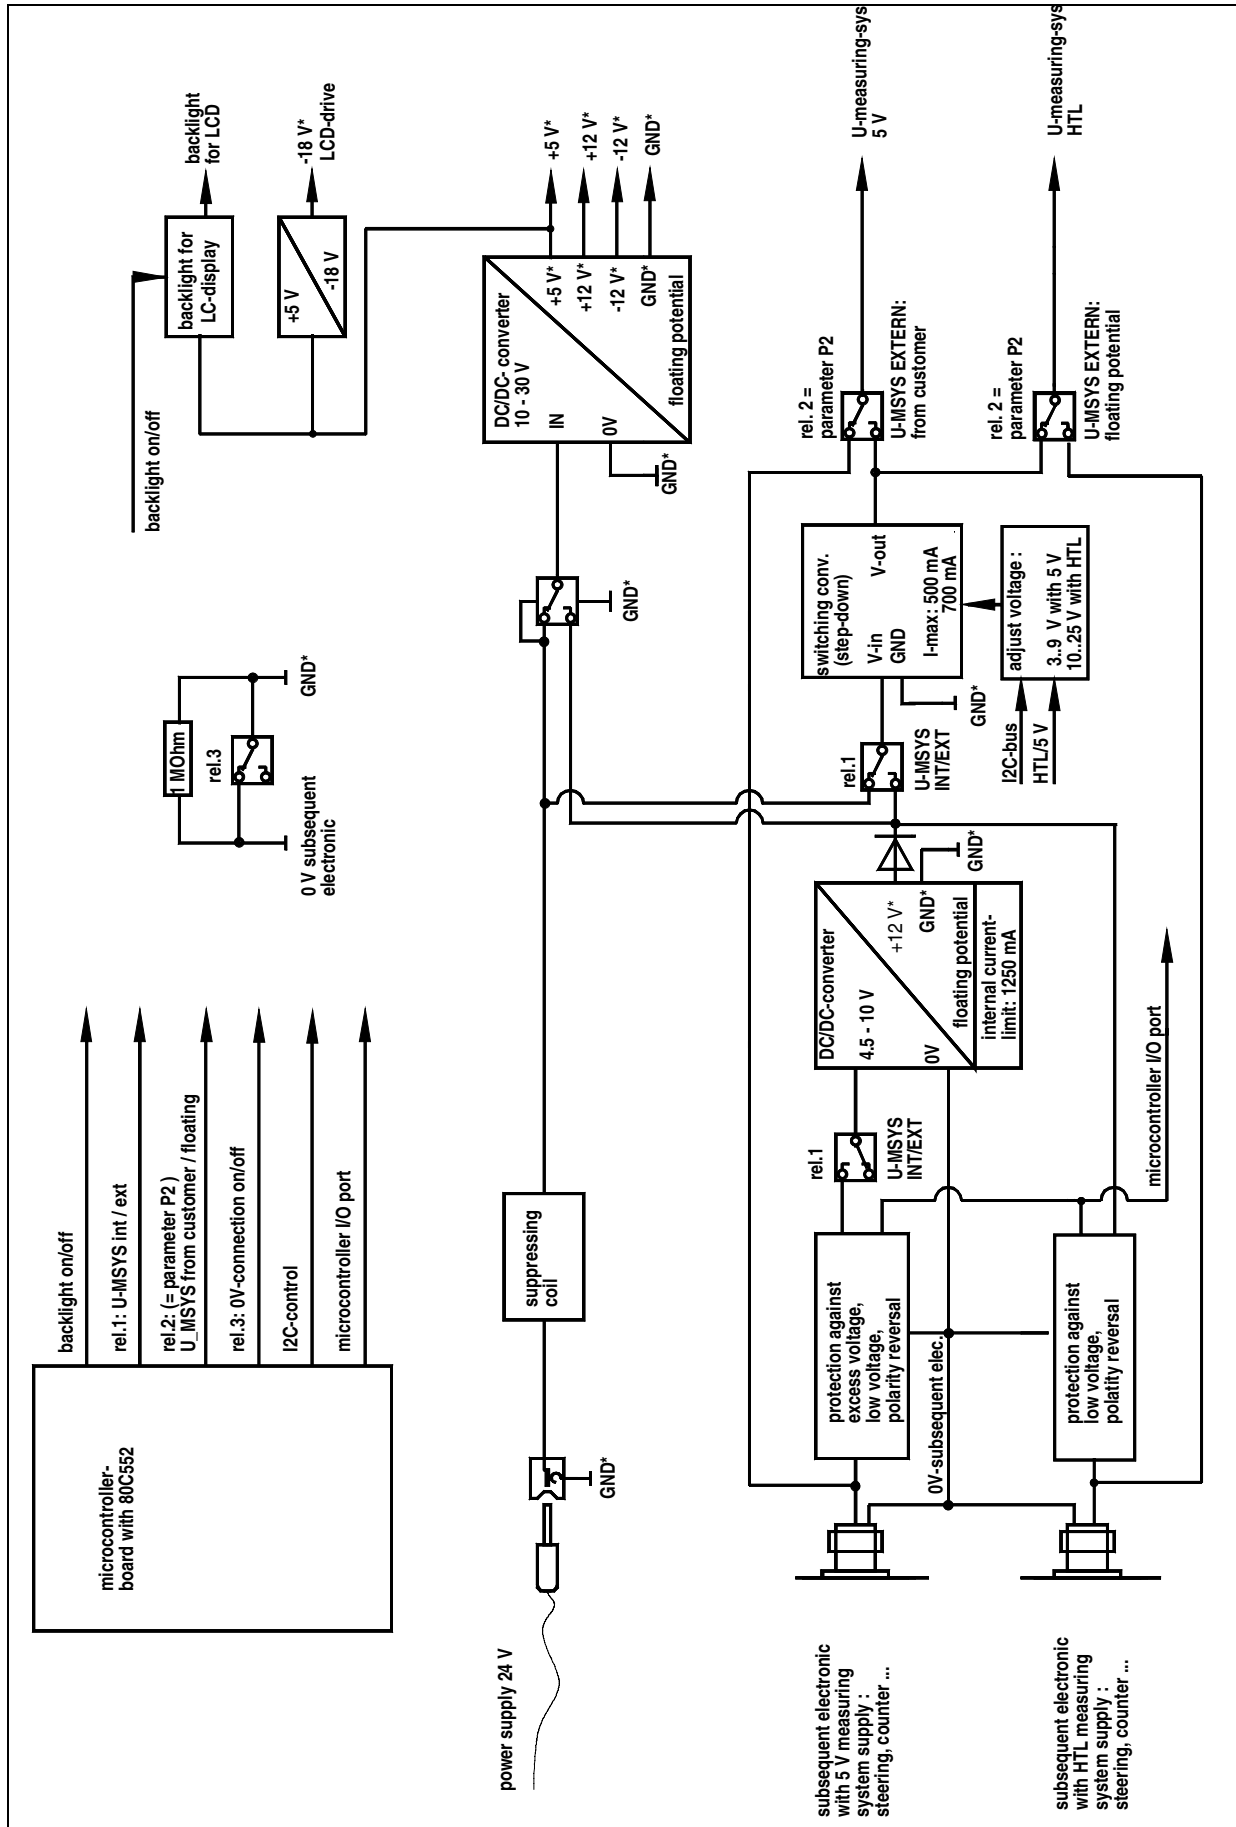 microcontroller-
board with 80C552
backlight on/off
rel.1: U-MSYS int / ext
rel.2: (= parameter P2 )
U_MSYS from customer / floating
rel.3: 0V-connection on/off
I2C-control
microcontroller I/O port
1 MOhm
rel.3
GND*
0 V subsequent
electronic
backlight on/off
backlight for
LC-display
backlight
for LCD
+5 V
-18 V
-18 V*
LCD-drive
power supply 24 V
GND*
suppressing
coil
GND*
DC/DC- converter
10 - 30 V
IN
0V
GND*
+5 V*
+12 V*
-12 V*
GND*
floating potential
+5 V*
+12 V*
-12 V*
GND*
subsequent electronic
with 5 V measuring
system supply :
steering, counter ...
protection against
excess voltage,
low voltage,
polarity reversal
0V-subsequent elec.
rel.1
U-MSYS
INT/EXT
DC/DC-converter
4.5 - 10 V
0V
+12 V*
GND*
floating potential
internal current-
limit: 1250 mA
GND*
rel.1
U-MSYS
INT/EXT
switching conv.
(step-down)
V-in
V-out
GND
I-max: 500 mA
700 mA
GND*
adjust voltage :
3..9 V with 5 V
10..25 V with HTL
I2C-bus
HTL/5 V
rel. 2 =
parameter P2
U-MSYS EXTERN:
from customer
U-measuring-sys
5 V
rel. 2 =
parameter P2
U-MSYS EXTERN:
floating potential
U-measuring-sys
HTL
subsequent electronic
with HTL measuring
system supply :
steering, counter ...
protection against
low voltage,
polatity reversal
microcontroller I/O port